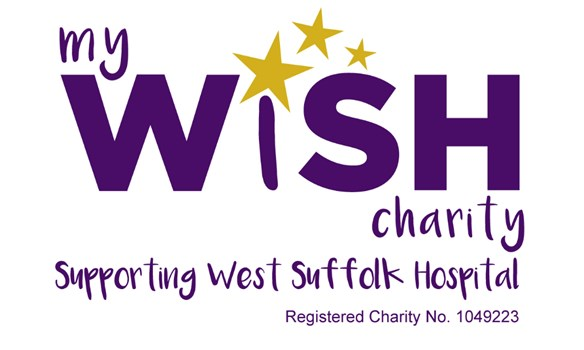 my
WiSH
charity
Supporting West Suffolk Hospital
Registered Charity No. 1049223